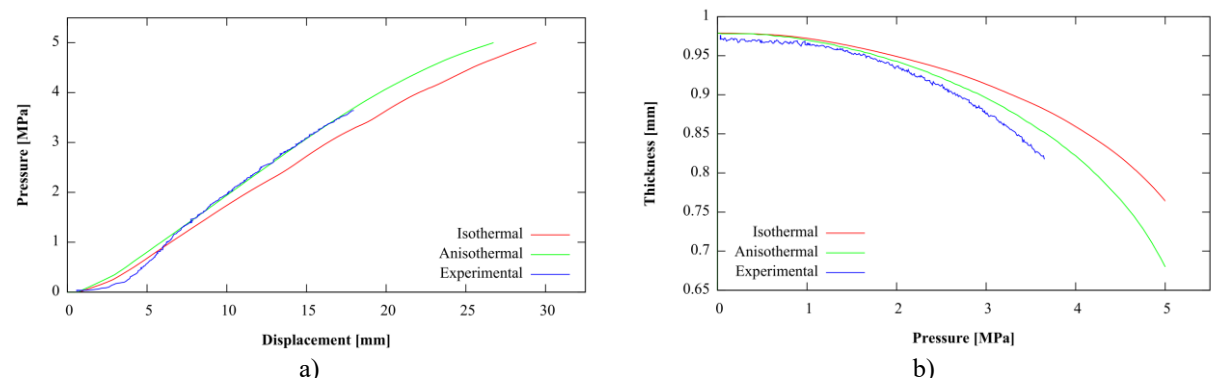 5
4
3
2
1
0
Pressure [MPa]
Isothermal
Anisothermal
Experimental
0 5 10 15 20 25 30
Displacement [mm]
a)
1
0.95
0.9
0.85
0.8
0.75
0.7
0.65
Thickness [mm]
Isothermal
Anisothermal
Experimental
0 1 2 3 4 5
Pressure [MPa]
b)